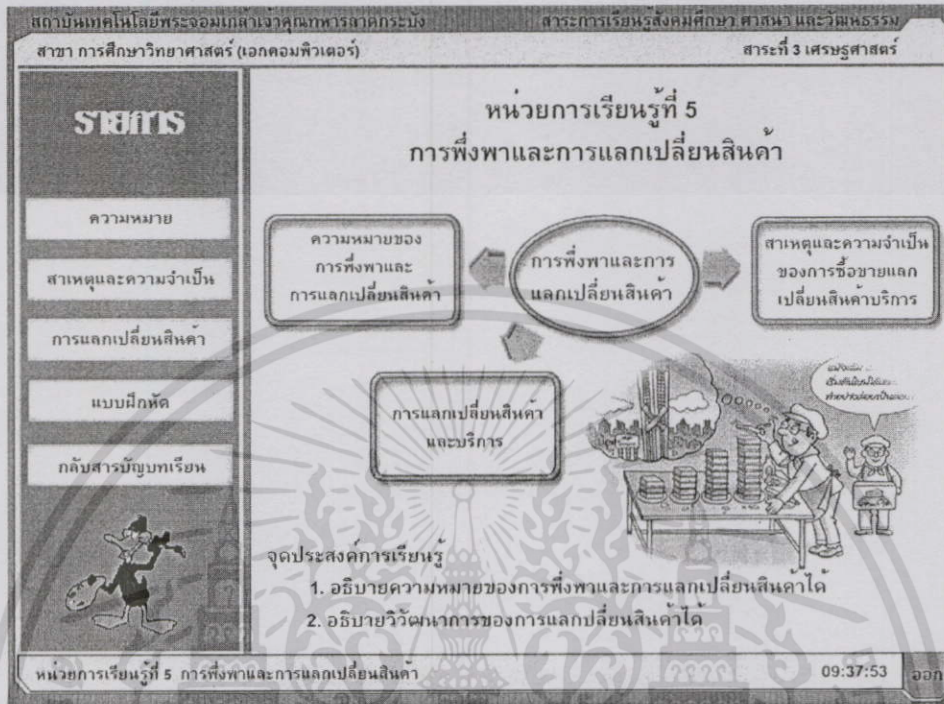 สถาบันเทคโนโลยีพระจอมเกล้าเจ้าคุณทหารลาดกระบัง
สาระการเรียนรู้สังคมศึกษา ศาสนา และวัฒนธรรม
สาขา การศึกษาวิทยาศาสตร์ (เอกคอมพิวเตอร์)
สาระที่ 3 เศรษฐศาสตร์
รายการ
ความหมาย
สาเหตุและความจำเป็น
การแลกเปลี่ยนสินค้า
แบบฝึกหัด
กลับสารบัญบทเรียน
หน่วยการเรียนรู้ที่ 5
การพึ่งพาและการแลกเปลี่ยนสินค้า
ความหมายของ
การพึ่งพาและ
การแลกเปลี่ยนสินค้า
การพึ่งพาและการ
แลกเปลี่ยนสินค้า
สาเหตุและความจำเป็น
ของการซื้อขายแลก
เปลี่ยนสินค้าบริการ
การแลกเปลี่ยนสินค้า
และบริการ
จุดประสงค์การเรียนรู้
1. อธิบายความหมายของการพึ่งพาและการแลกเปลี่ยนสินค้าได้
2. อธิบายวิวัฒนาการของการแลกปลี่ยนสินค้าได้
หน่วยการเรียนรู้ที่ 5 การพึ่งพาและการแลกเปลี่ยนสินค้า
09:37:53
ออก